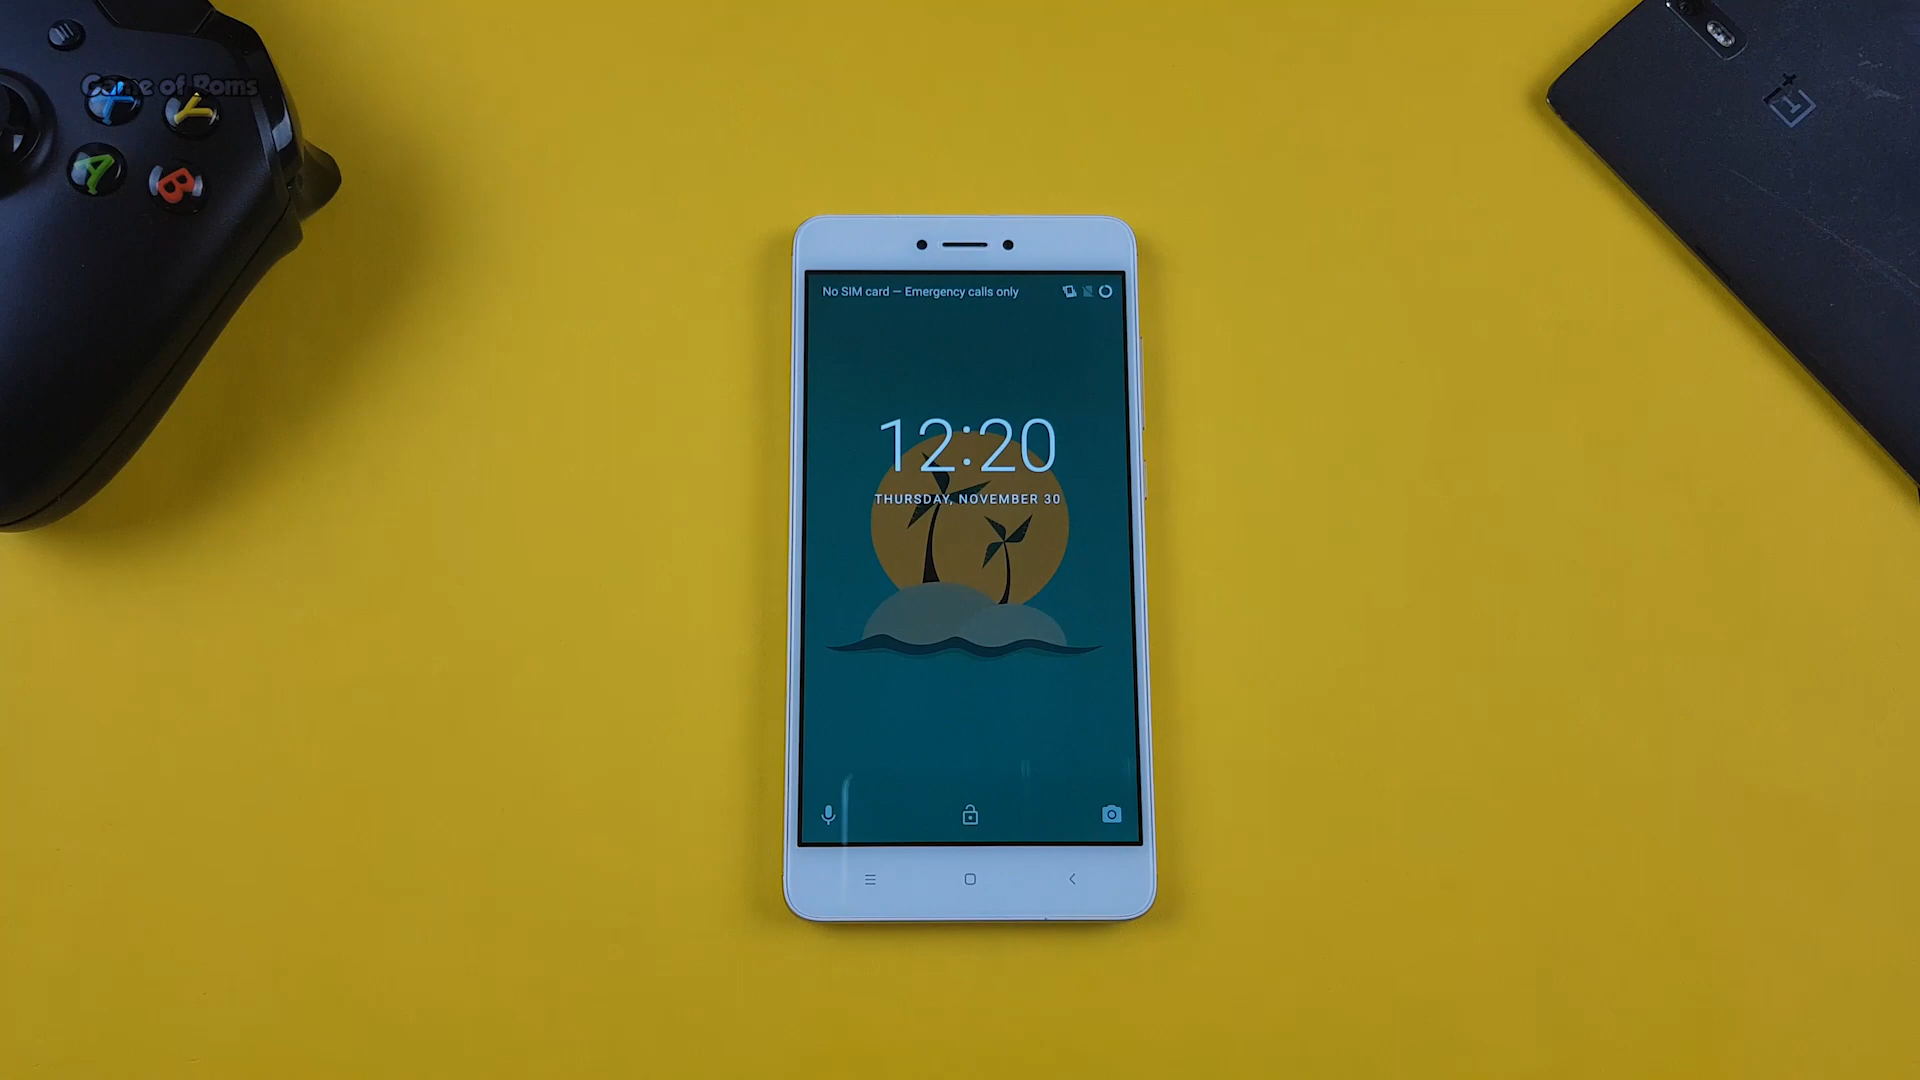 Game of Roms
X
Y
A
B
No SIM card — Emergency calls only
12:20
THURSDAY, NOVEMBER 30